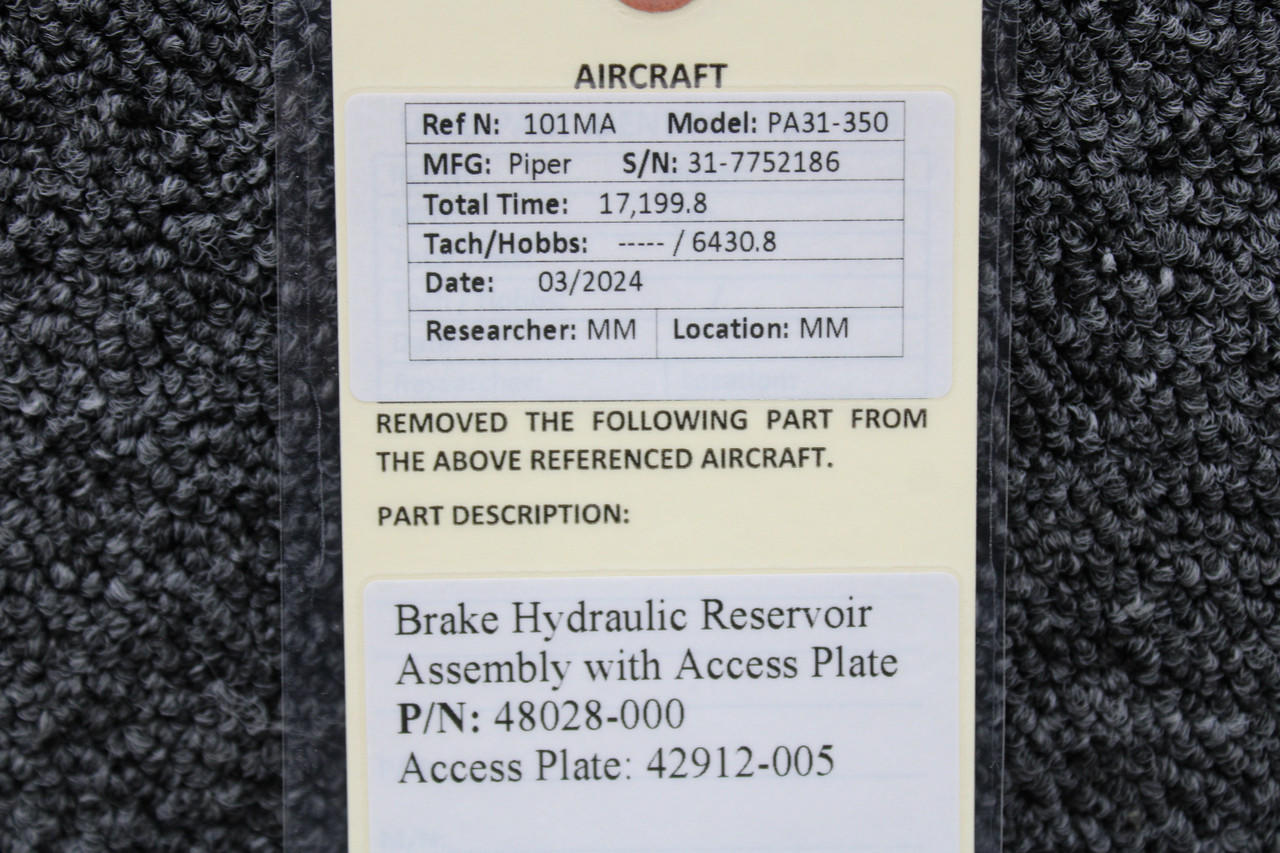 AIRCRAFT
Ref N: 101MA Model: PA31-350
MFG: Piper S/N: 31-7752186
Total Time: 17,199.8
Tach/Hobbs: ----- / 6430.8
Date: 03/2024
Researcher: MM Location: MM
REMOVED THE FOLLOWING PART FROM
THE ABOVE REFERENCED AIRCRAFT.
PART DESCRIPTION:
Brake Hydraulic Reservoir
Assembly with Access Plate
P/N: 48028-000
Access Plate: 42912-005